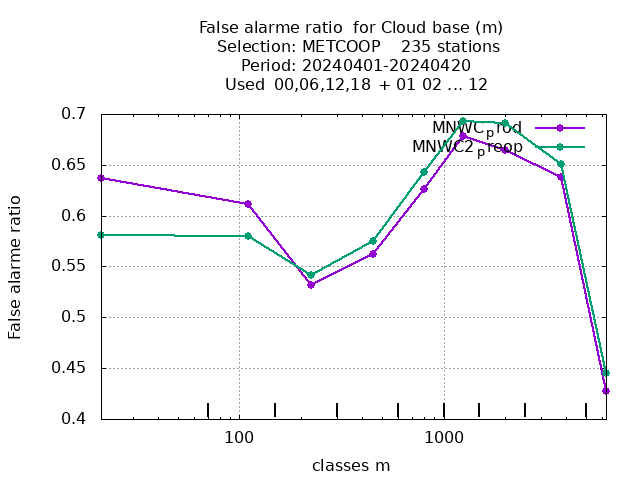 False alarme ratio for Cloud base (m)
Selection: METCOOP 235 stations
Period: 20240401-20240420
Used 00,06,12,18 + 01 02 ... 12
MNWC_prod
MNWC2_preop
0.7
0.65
0.6
0.55
0.5
0.45
0.4
False alarme ratio
100 1000
classes m